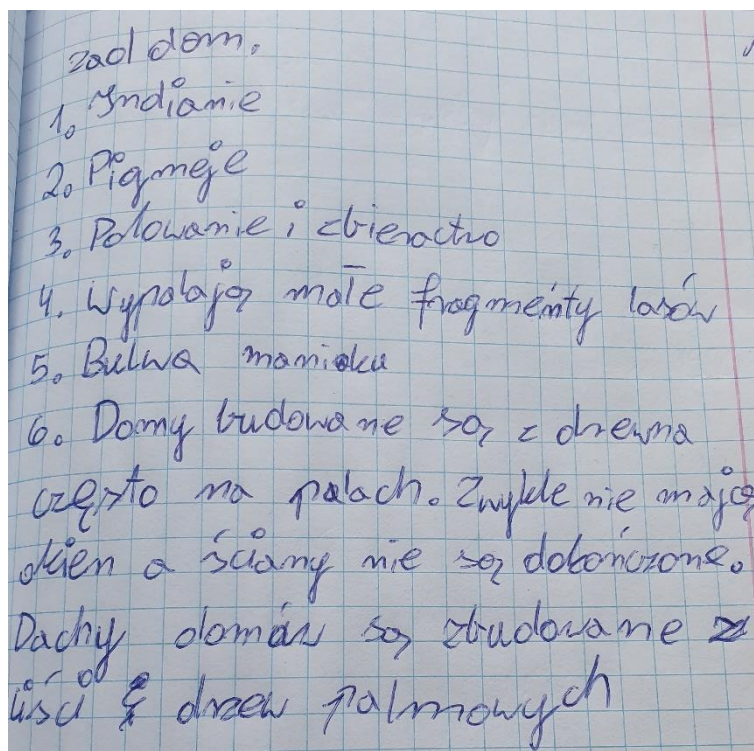 zad dom.
1. Indianie
2. Pigmeje
3. Polowanie i zbieractwo
4. Wypalają małe fragmenty lasów
5. Bulwa manioku
6. Domy budowane są z drewna
często na palach. Zwykle nie mają
okien a ściany nie są dokończone.
Dachy domów są zbudowane z
liści z drzew palmowych